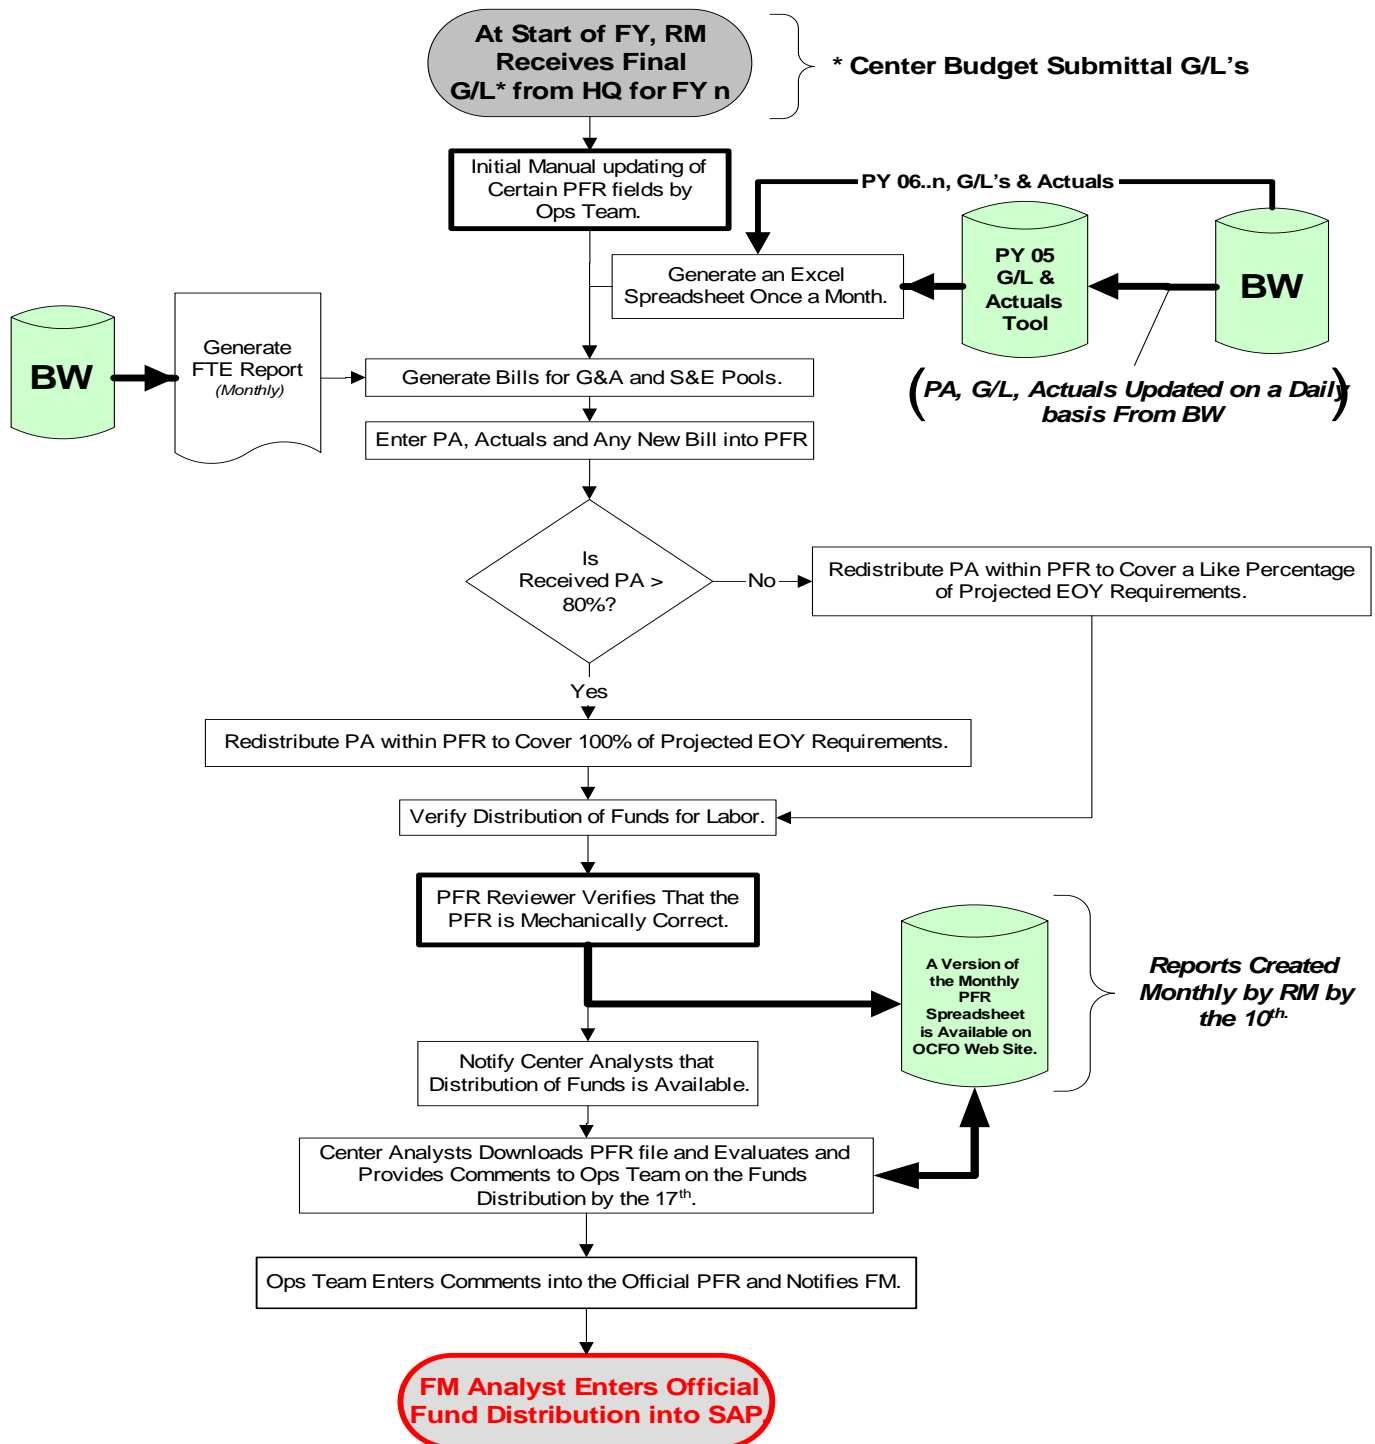 At Start of FY, RM
Receives Final
G/L* from HQ for FY n
* Center Budget Submittal G/L's
Initial Manual updating of
Certain PFR fields by
Ops Team.
PY 06..n, G/L's & Actuals
Generate an Excel
Spreadsheet Once a Month.
PY 05
G/L &
Actuals
Tool
BW
BW
Generate
FTE Report
(Monthly)
Generate Bills for G&A and S&E Pools.
(PA, G/L, Actuals Updated on a Daily
basis From BW)
Enter PA, Actuals and Any New Bill into PFR
Is
Received PA >
80%?
No
Redistribute PA within PFR to Cover a Like Percentage
of Projected EOY Requirements.
Yes
Redistribute PA within PFR to Cover 100% of Projected EOY Requirements.
Verify Distribution of Funds for Labor.
PFR Reviewer Verifies That the
PFR is Mechanically Correct.
A Version of
the Monthly
PFR
Spreadsheet
is Available on
OCFO Web Site.
Reports Created
Monthly by RM by
the 10th.
Notify Center Analysts that
Distribution of Funds is Available.
Center Analysts Downloads PFR file and Evaluates and
Provides Comments to Ops Team on the Funds
Distribution by the 17th.
Ops Team Enters Comments into the Official PFR and Notifies FM.
FM Analyst Enters Official
Fund Distribution into SAP.